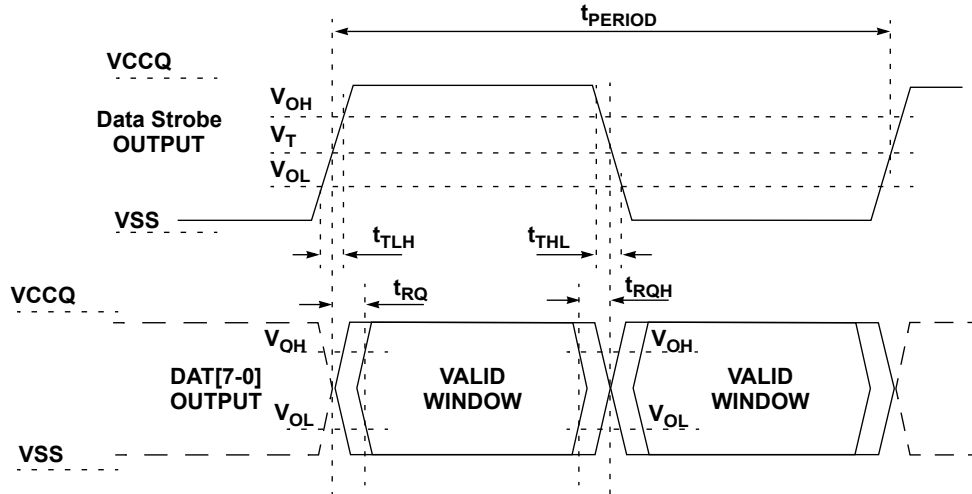 tPERIOD
VCCQ
VOH
Data Strobe
OUTPUT
VT
VOL
VSS
tTLH
tTHL
tRQ
tRQH
VCCQ
VOH
VOH
DAT[7-0]
OUTPUT
VALID
WINDOW
VALID
WINDOW
VOL
VOL
VSS